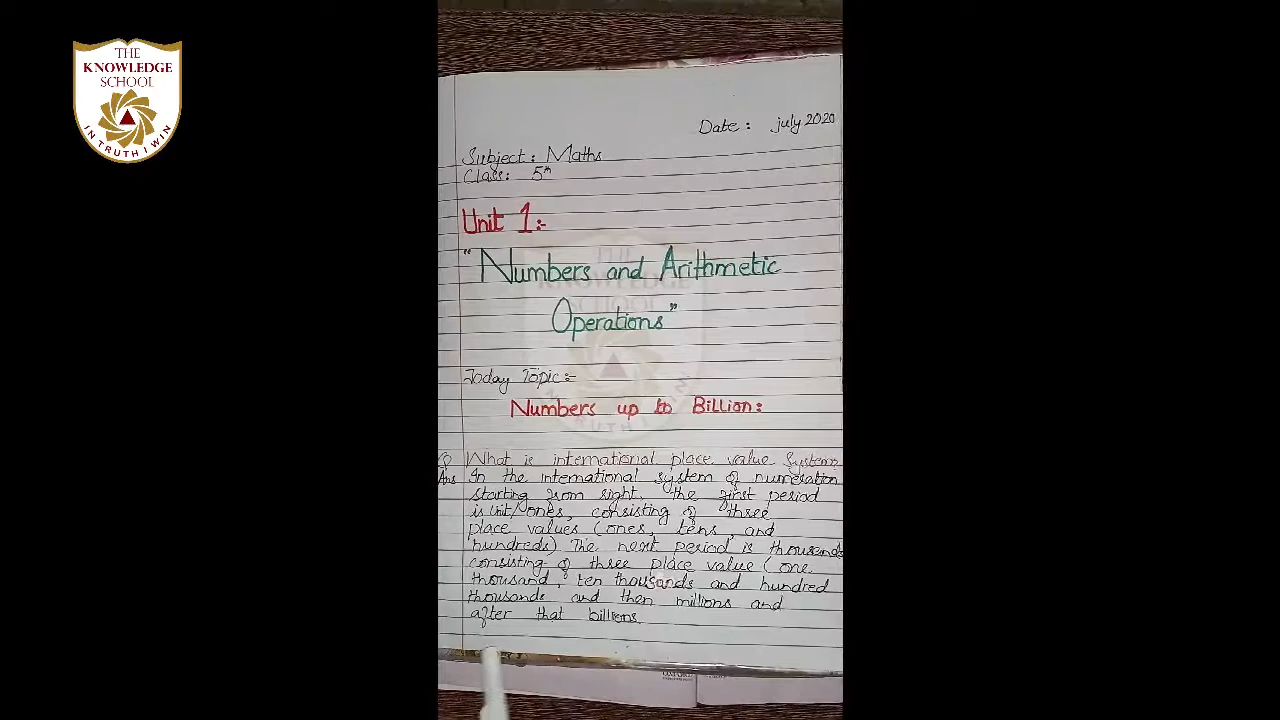 THE
KNOWLEDGE
SCHOOL
IN TRUTH I WIN
Date: july 2020
Subject: Maths
Class: 5th
Unit 1:-
"Numbers and Arithmetic
Operations"
Today Topic:-
Numbers up to Billion:
Q What is international place value System
Ans In the international system of numeration
starting from right. The first period
is Unit/ones, consisting of three
place values (ones, tens, and
hundreds) The next period is thousands
consisting of three place value (one
thousand, ten thousands and hundred
thousands and then millions and
after that billions